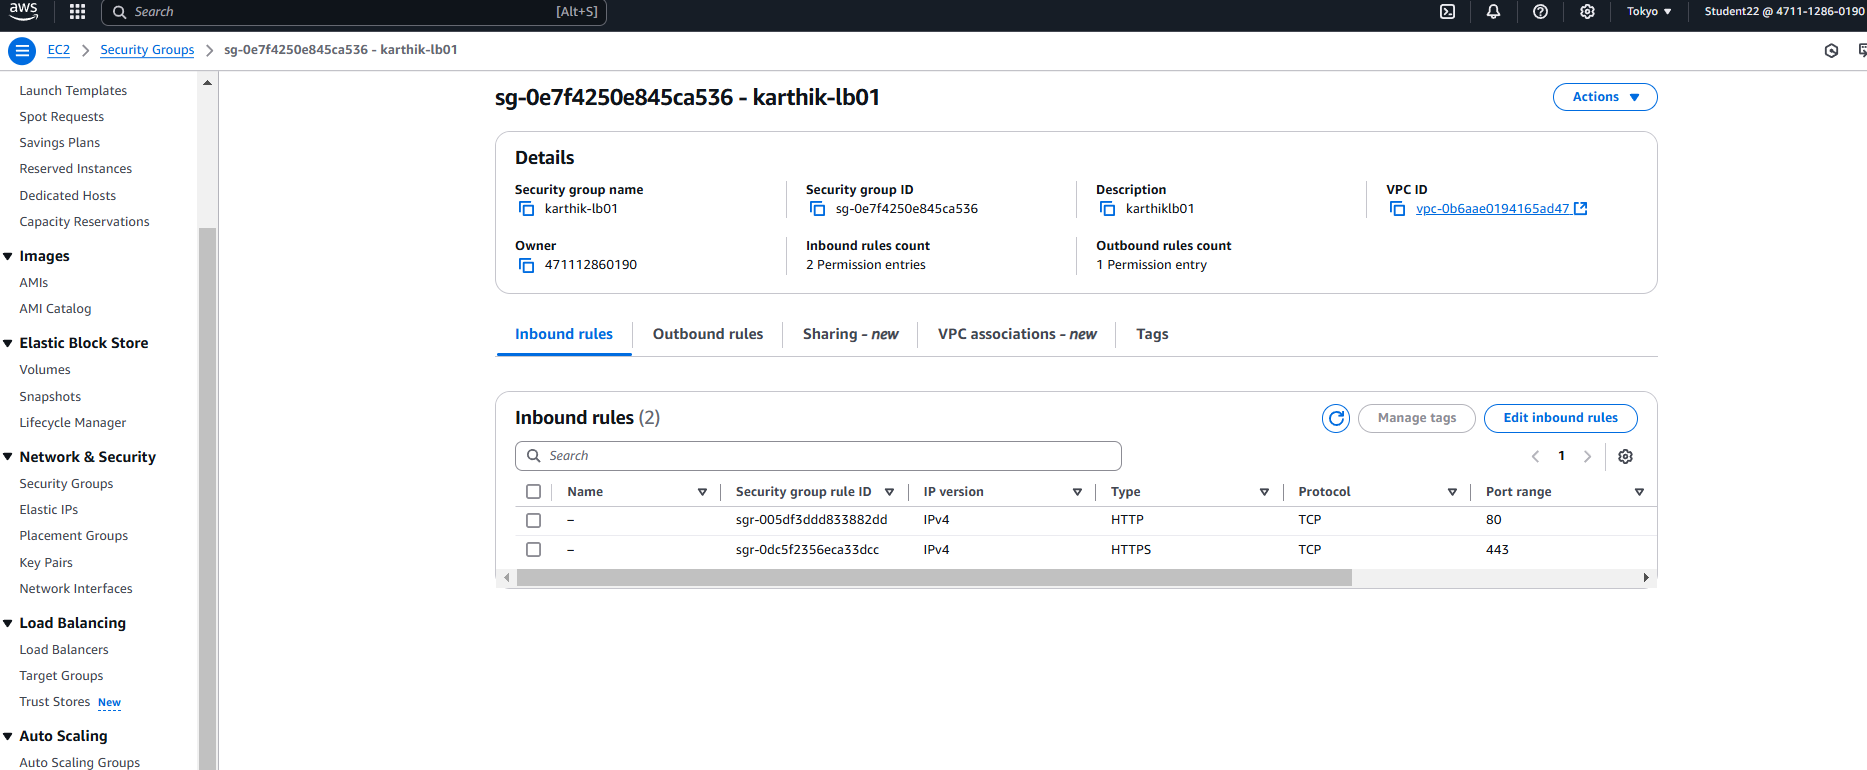 aws
Search [Alt+S]
Tokyo
Student22 @ 4711-1286-0190
EC2 > Security Groups > sg-0e7f4250e845ca536 - karthik-lb01
Launch Templates
Spot Requests
Savings Plans
Reserved Instances
Dedicated Hosts
Capacity Reservations
Images
AMIs
AMI Catalog
Elastic Block Store
Volumes
Snapshots
Lifecycle Manager
Network & Security
Security Groups
Elastic IPs
Placement Groups
Key Pairs
Network Interfaces
Load Balancing
Load Balancers
Target Groups
Trust Stores New
Auto Scaling
Auto Scaling Groups
sg-0e7f4250e845ca536 - karthik-lb01
Actions
Details
Security group name
karthik-lb01
Security group ID
sg-0e7f4250e845ca536
Description
karthiklb01
VPC ID
vpc-0b6aae0194165ad47
Owner
471112860190
Inbound rules count
2 Permission entries
Outbound rules count
1 Permission entry
Inbound rules
Outbound rules
Sharing - new
VPC associations - new
Tags
Inbound rules (2)
Manage tags
Edit inbound rules
Search
1
Name Security group rule ID IP version Type Protocol Port range
– sgr-005df3ddd833882dd IPv4 HTTP TCP 80
– sgr-0dc5f2356eca33dcc IPv4 HTTPS TCP 443